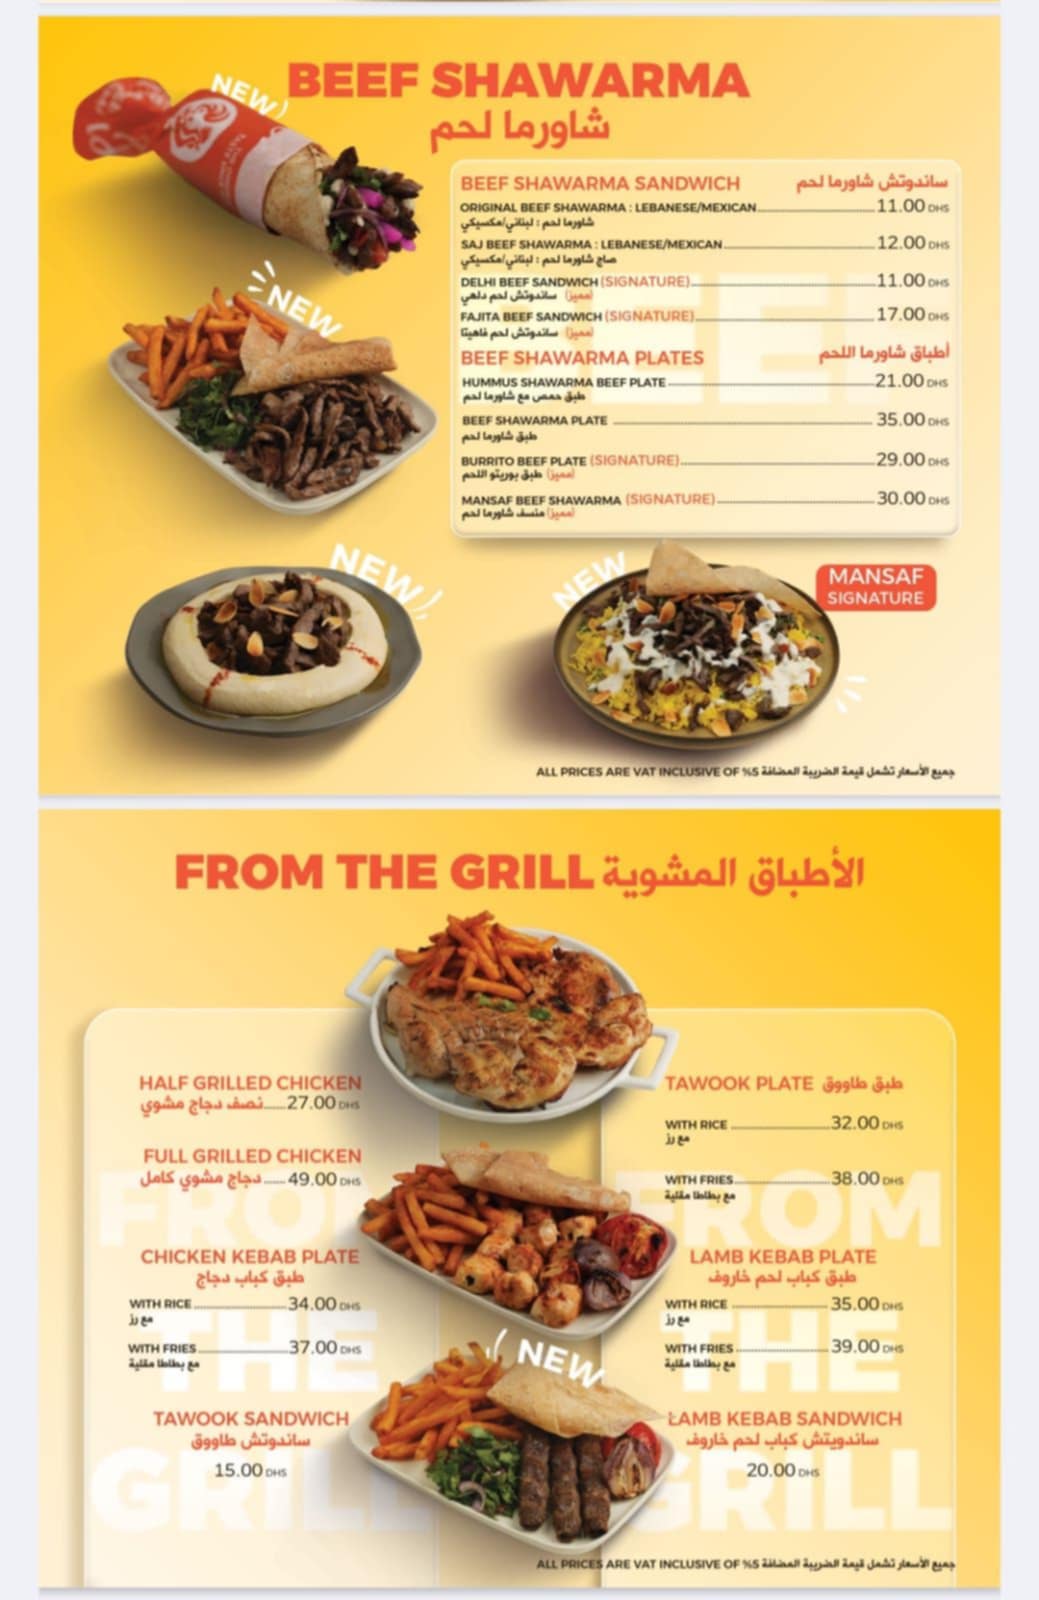 NEW
BEEF SHAWARMA
شاورما لحم
BEEF SHAWARMA SANDWICH ساندوتش شاورما لحم
ORIGINAL BEEF SHAWARMA : LEBANESE/MEXICAN 11.00 DHS
شاورما لحم : لبناني/مكسيكي
SAJ BEEF SHAWARMA : LEBANESE/MEXICAN 12.00 DHS
صاج شاورما لحم : لبناني/مكسيكي
NEW
DELHI BEEF SANDWICH (SIGNATURE) 11.00 DHS
ساندوتش لحم دلهي (مميز)
FAJITA BEEF SANDWICH (SIGNATURE) 17.00 DHS
ساندوتش لحم فاهيتا (مميز)
BEEF SHAWARMA PLATES أطباق شاورما اللحم
HUMMUS SHAWARMA BEEF PLATE 21.00 DHS
طبق حمص مع شاورما لحم
BEEF SHAWARMA PLATE 35.00 DHS
طبق شاورما لحم
BURRITO BEEF PLATE (SIGNATURE) 29.00 DHS
طبق بوريتو اللحم (مميز)
MANSAF BEEF SHAWARMA (SIGNATURE) 30.00 DHS
منسف شاورما لحم (مميز)
NEW
NEW
MANSAF
SIGNATURE
ALL PRICES ARE VAT INCLUSIVE OF %5 جميع الأسعار تشمل قيمة الضريبة المضافة
FROM THE GRILL الأطباق المشوية
HALF GRILLED CHICKEN
نصف دجاج مشوي 27.00 DHS
FULL GRILLED CHICKEN
دجاج مشوي كامل 49.00 DHS
CHICKEN KEBAB PLATE
طبق كباب دجاج
WITH RICE 34.00 DHS
مع رز
WITH FRIES 37.00 DHS
مع بطاطا مقلية
TAWOOK SANDWICH
ساندوتش طاووق
15.00 DHS
TAWOOK PLATE طبق طاووق
WITH RICE 32.00 DHS
مع رز
WITH FRIES 38.00 DHS
مع بطاطا مقلية
LAMB KEBAB PLATE
طبق كباب لحم خاروف
WITH RICE 35.00 DHS
مع رز
WITH FRIES 39.00 DHS
مع بطاطا مقلية
NEW
LAMB KEBAB SANDWICH
ساندويتش كباب لحم خاروف
20.00 DHS
FROM
THE
GRILL
FROM
THE
GRILL
ALL PRICES ARE VAT INCLUSIVE OF %5 جميع الأسعار تشمل قيمة الضريبة المضافة